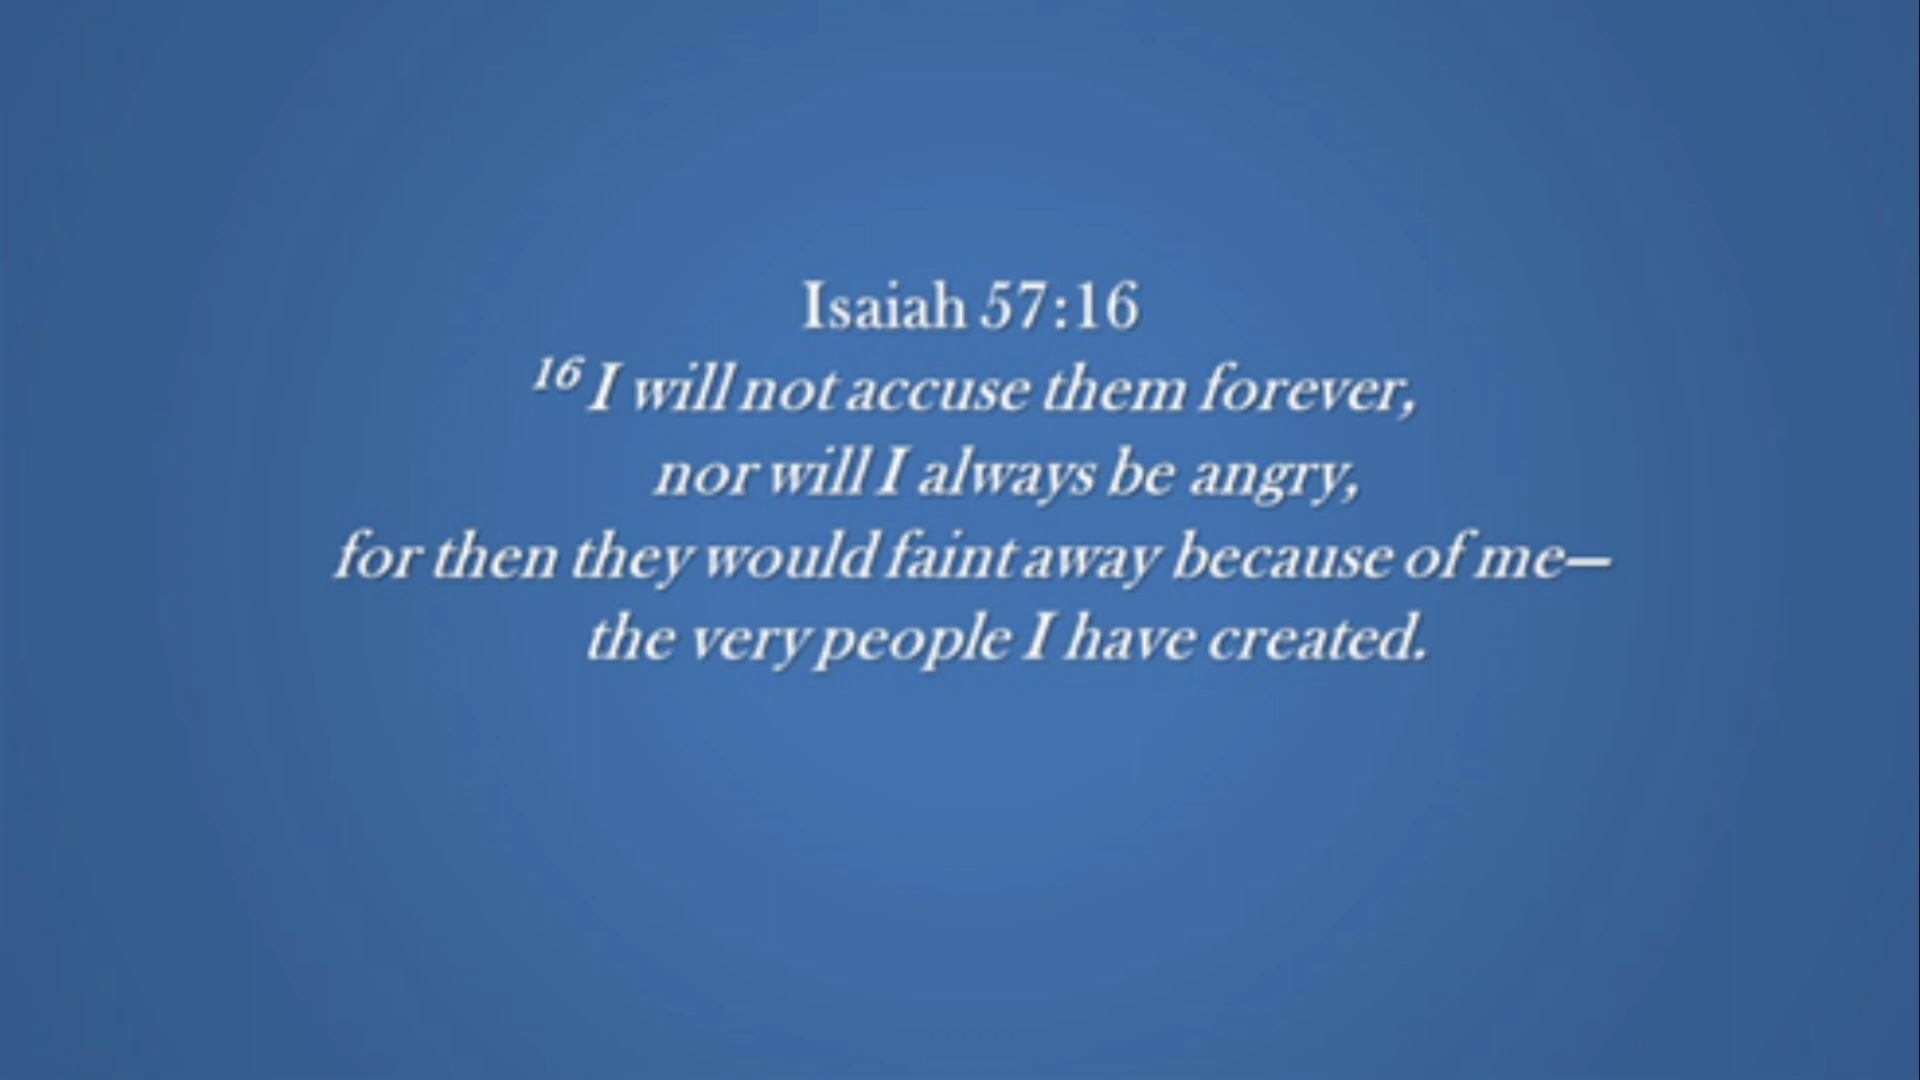 Isaiah 57:16
16 I will not accuse them forever,
nor will I always be angry,
for then they would faint away because of me—
the very people I have created.